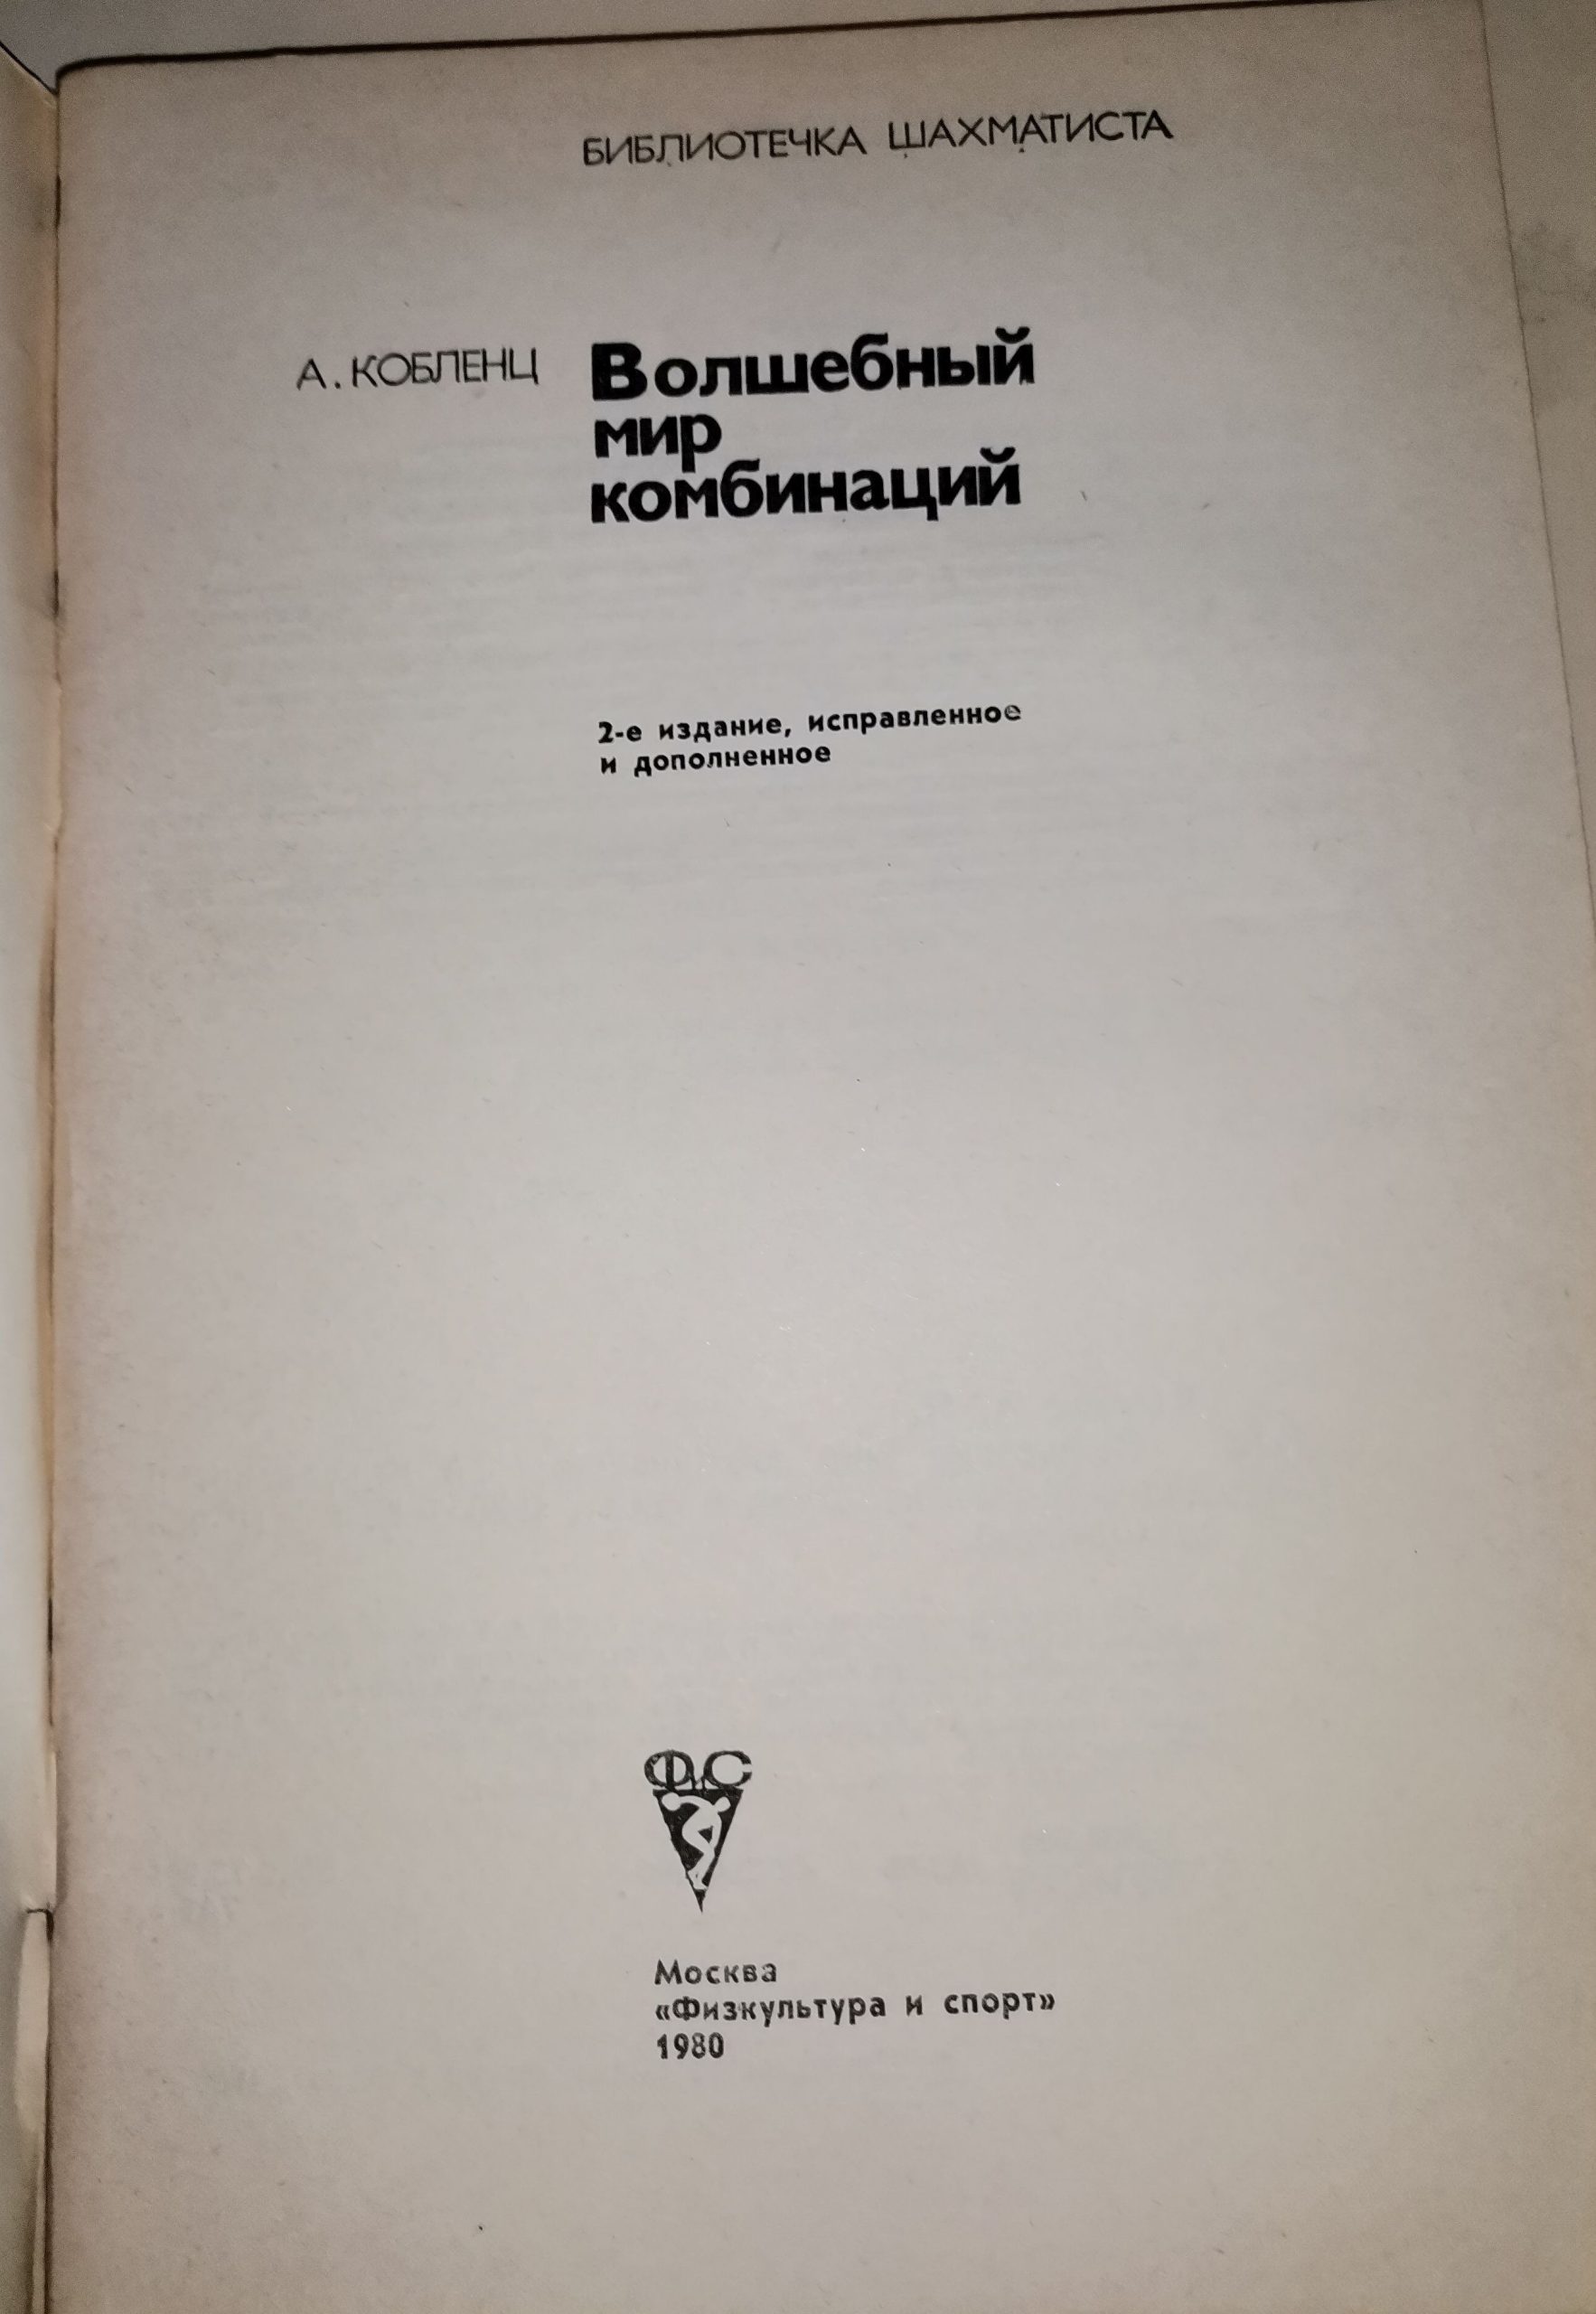 БИБЛИОТЕЧКА ШАХМАТИСТА
А. КОБЛЕНЦ
Волшебный
мир
комбинаций
2-е издание, исправленное
и дополненное
ФиС
Москва
«Физкультура и спорт»
1980